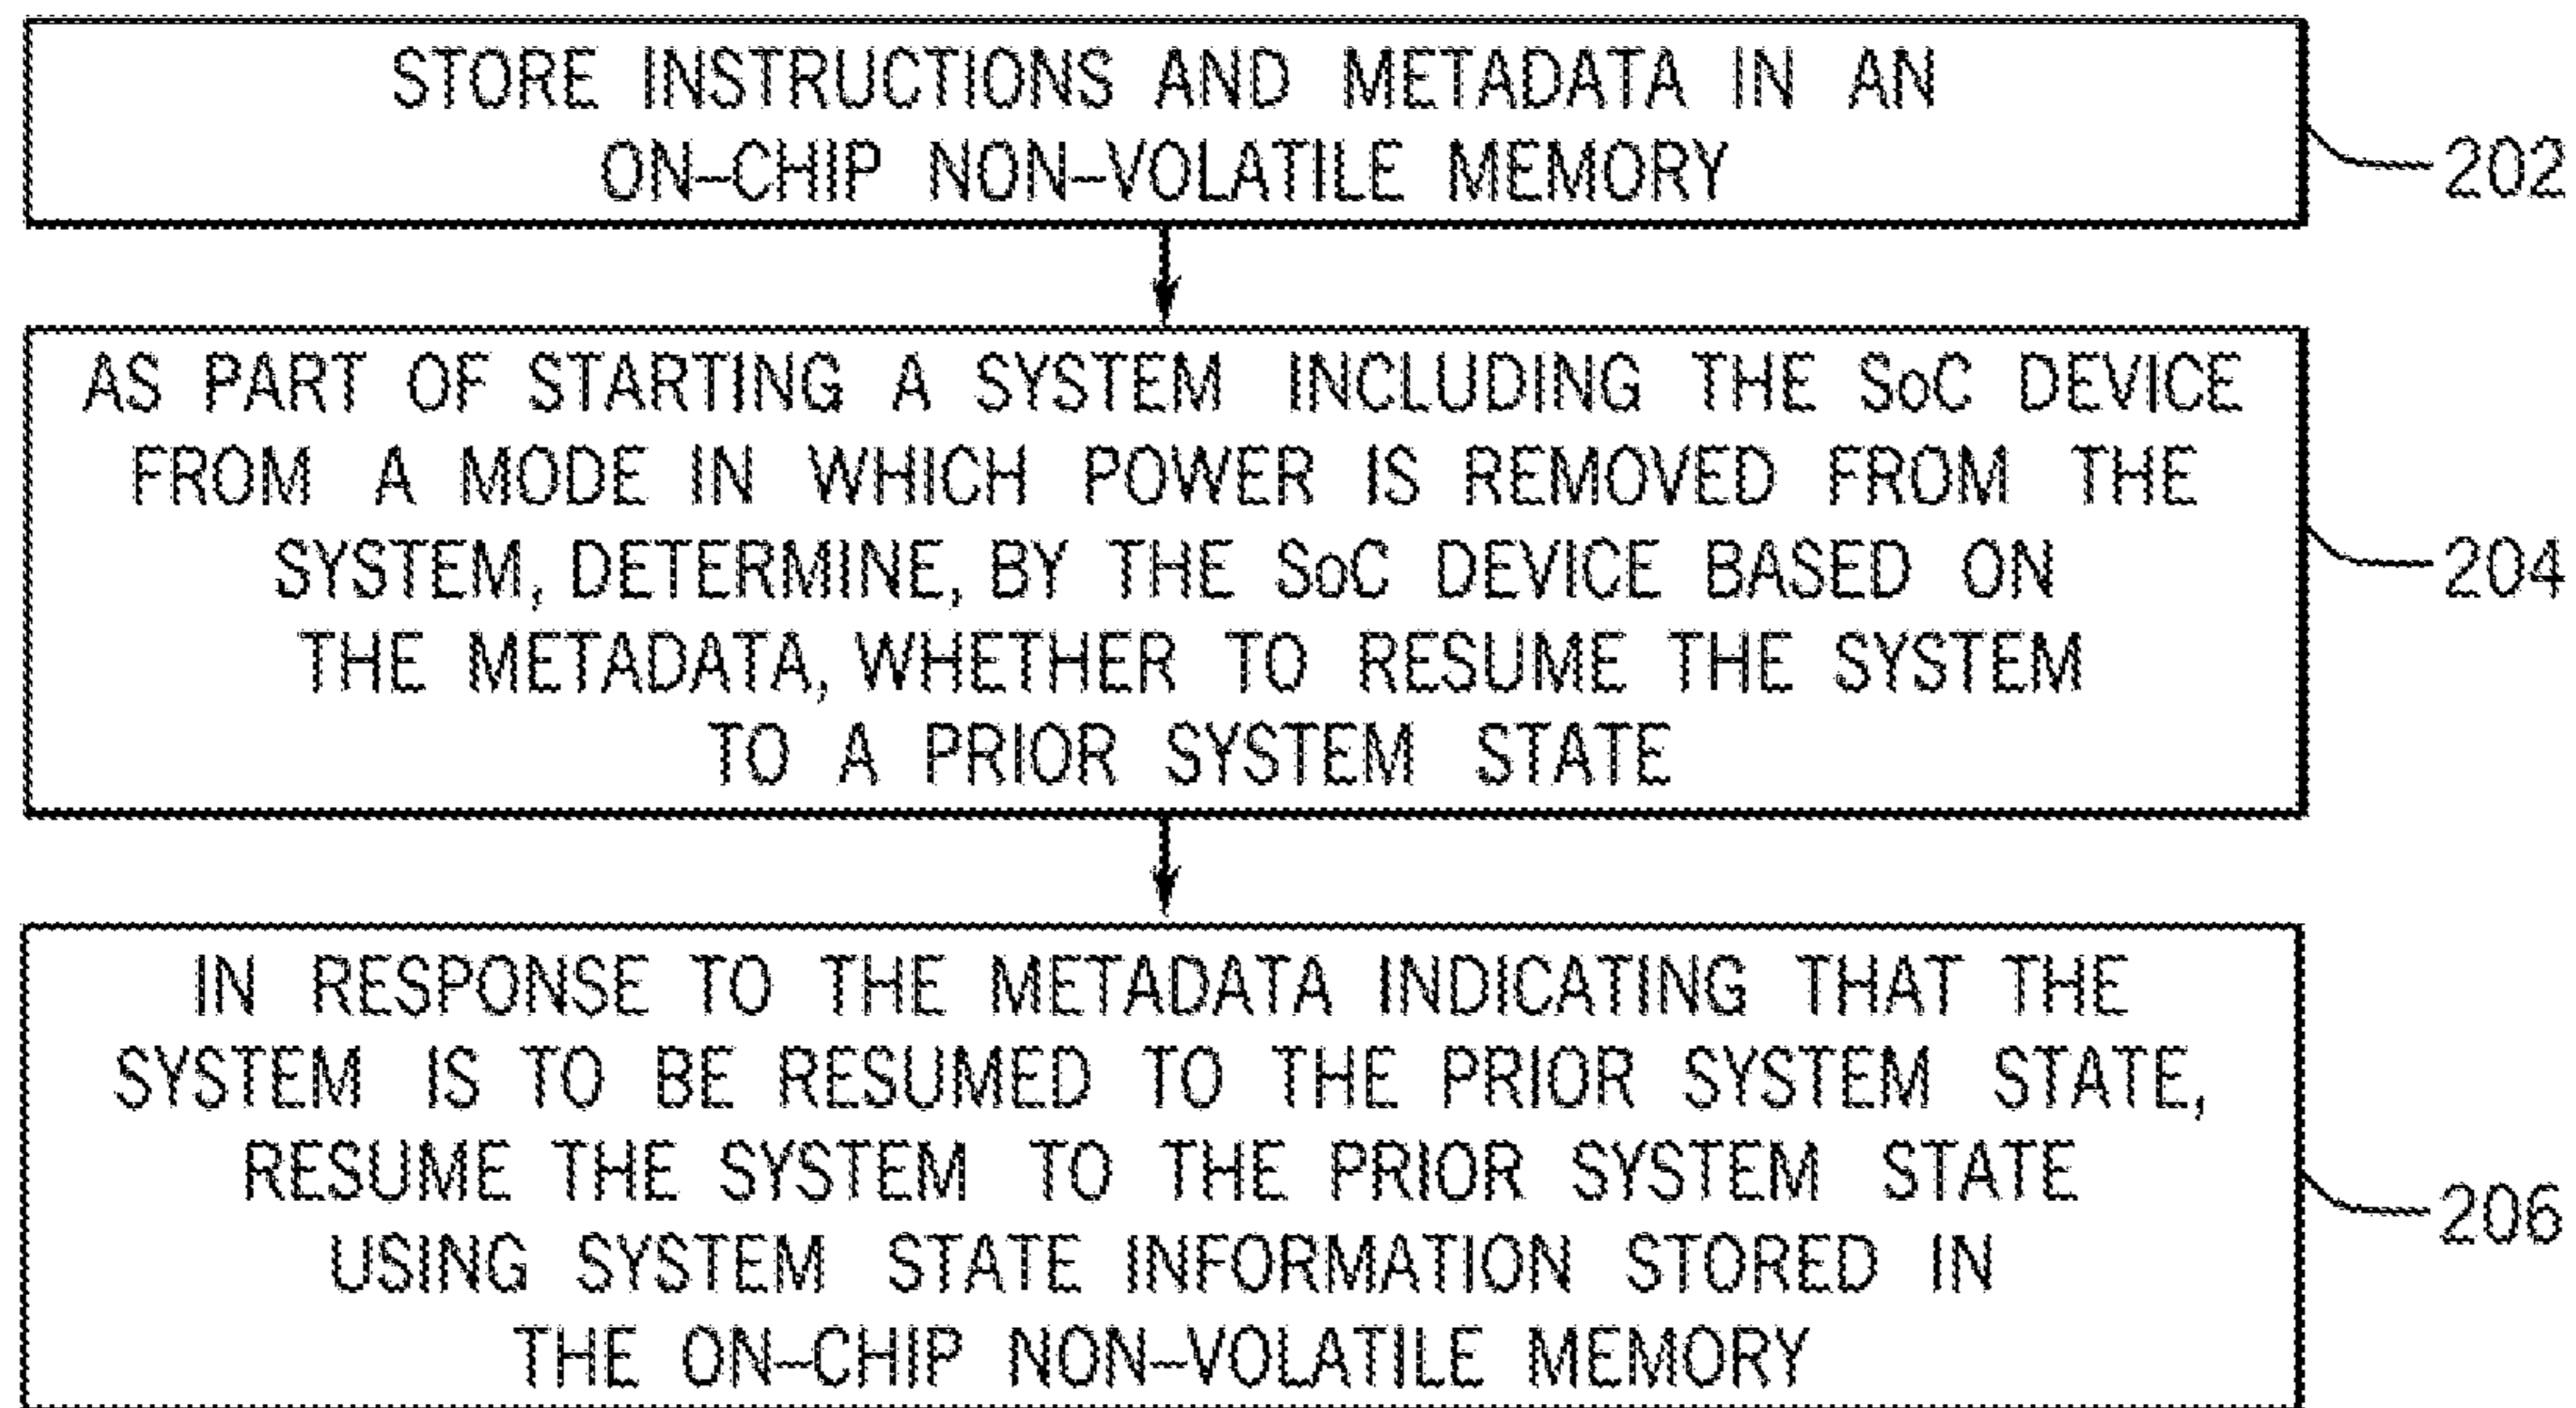 STORE INSTRUCTIONS AND METADATA IN AN
ON-CHIP NON-VOLATILE MEMORY
202
AS PART OF STARTING A SYSTEM INCLUDING THE SoC DEVICE
FROM A MODE IN WHICH POWER IS REMOVED FROM THE
SYSTEM, DETERMINE, BY THE SoC DEVICE BASED ON
THE METADATA, WHETHER TO RESUME THE SYSTEM
TO A PRIOR SYSTEM STATE
204
IN RESPONSE TO THE METADATA INDICATING THAT THE
SYSTEM IS TO BE RESUMED TO THE PRIOR SYSTEM STATE,
RESUME THE SYSTEM TO THE PRIOR SYSTEM STATE
USING SYSTEM STATE INFORMATION STORED IN
THE ON-CHIP NON-VOLATILE MEMORY
206